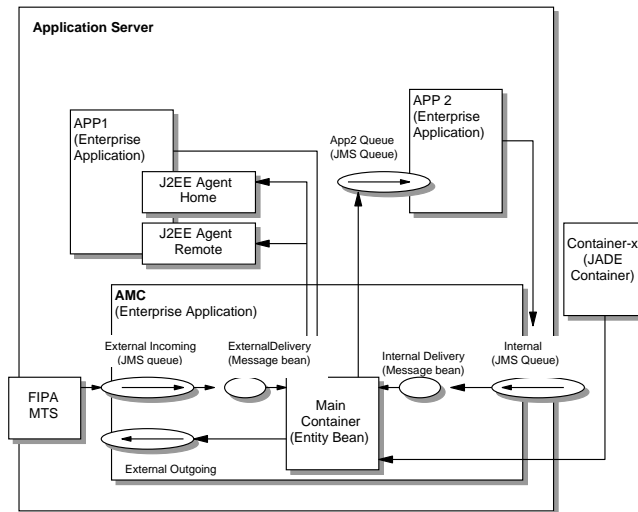 Application Server
APP1
(Enterprise
Application)
J2EE Agent
Home
J2EE Agent
Remote
App2 Queue
(JMS Queue)
APP 2
(Enterprise
Application)
Container-x
(JADE
Container)
AMC
(Enterprise Application)
External Incoming
(JMS queue)
ExternalDelivery
(Message bean)
Internal Delivery
(Message bean)
Internal
(JMS Queue)
FIPA
MTS
Main
Container
(Entity Bean)
External Outgoing